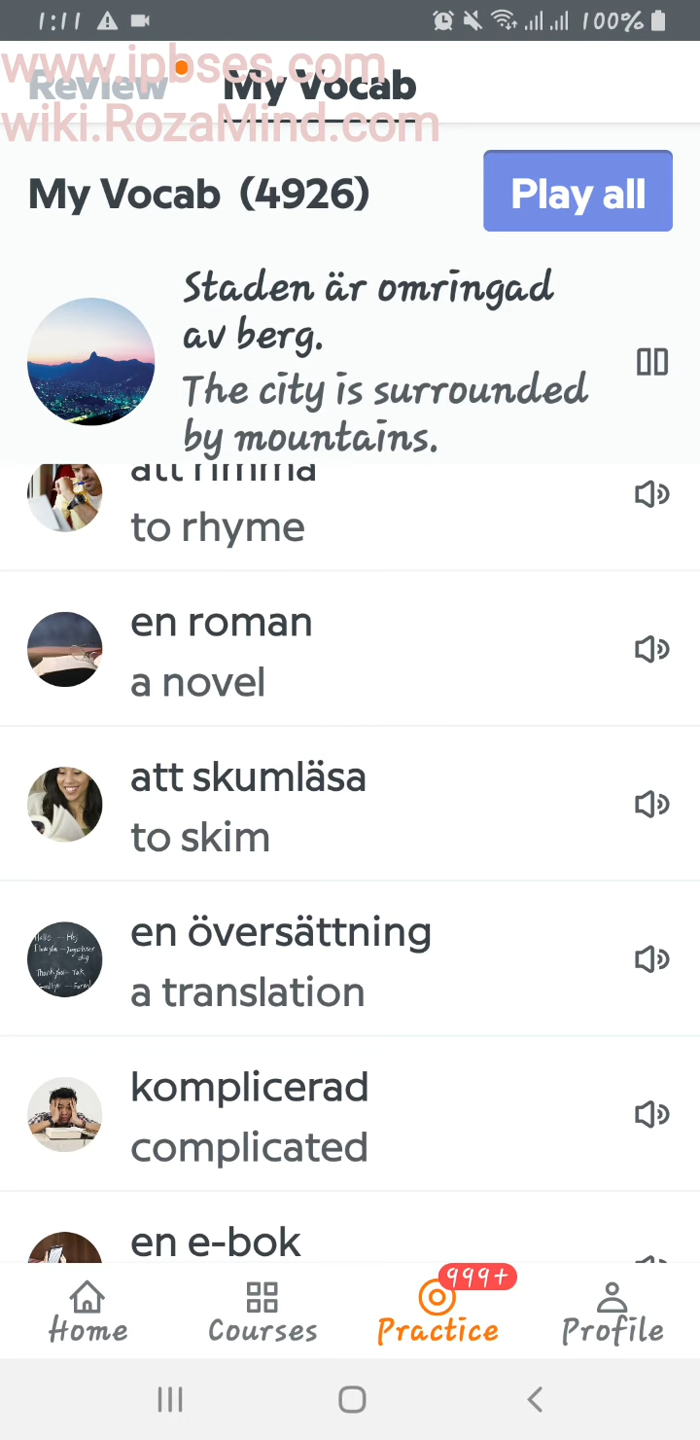 1:11 100%
www.ipbses.com
Review My Vocab
wiki.RozaMind.com
My Vocab (4926) Play all
Staden är omringad
av berg.
The city is surrounded
by mountains.
att rimma
to rhyme
en roman
a novel
att skumläsa
to skim
en översättning
a translation
komplicerad
complicated
en e-bok
999+
Home Courses Practice Profile